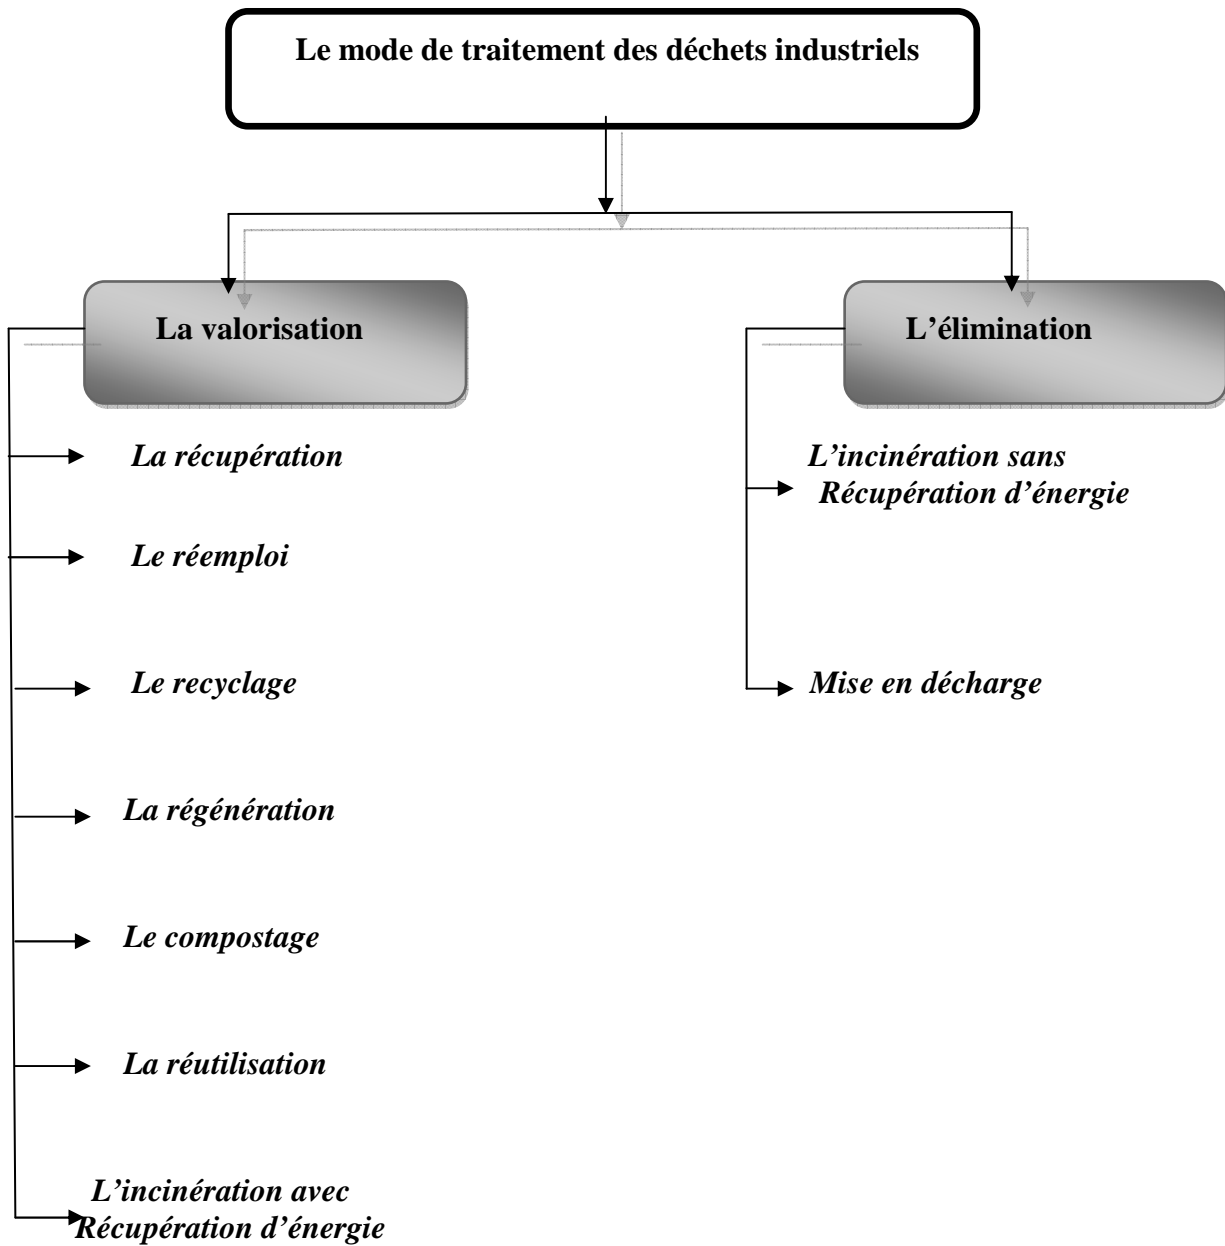 Le mode de traitement des déchets industriels
La valorisation
La récupération
Le réemploi
Le recyclage
La régénération
Le compostage
La réutilisation
L’incinération avec
Récupération d’énergie
L’élimination
L’incinération sans
Récupération d’énergie
Mise en décharge